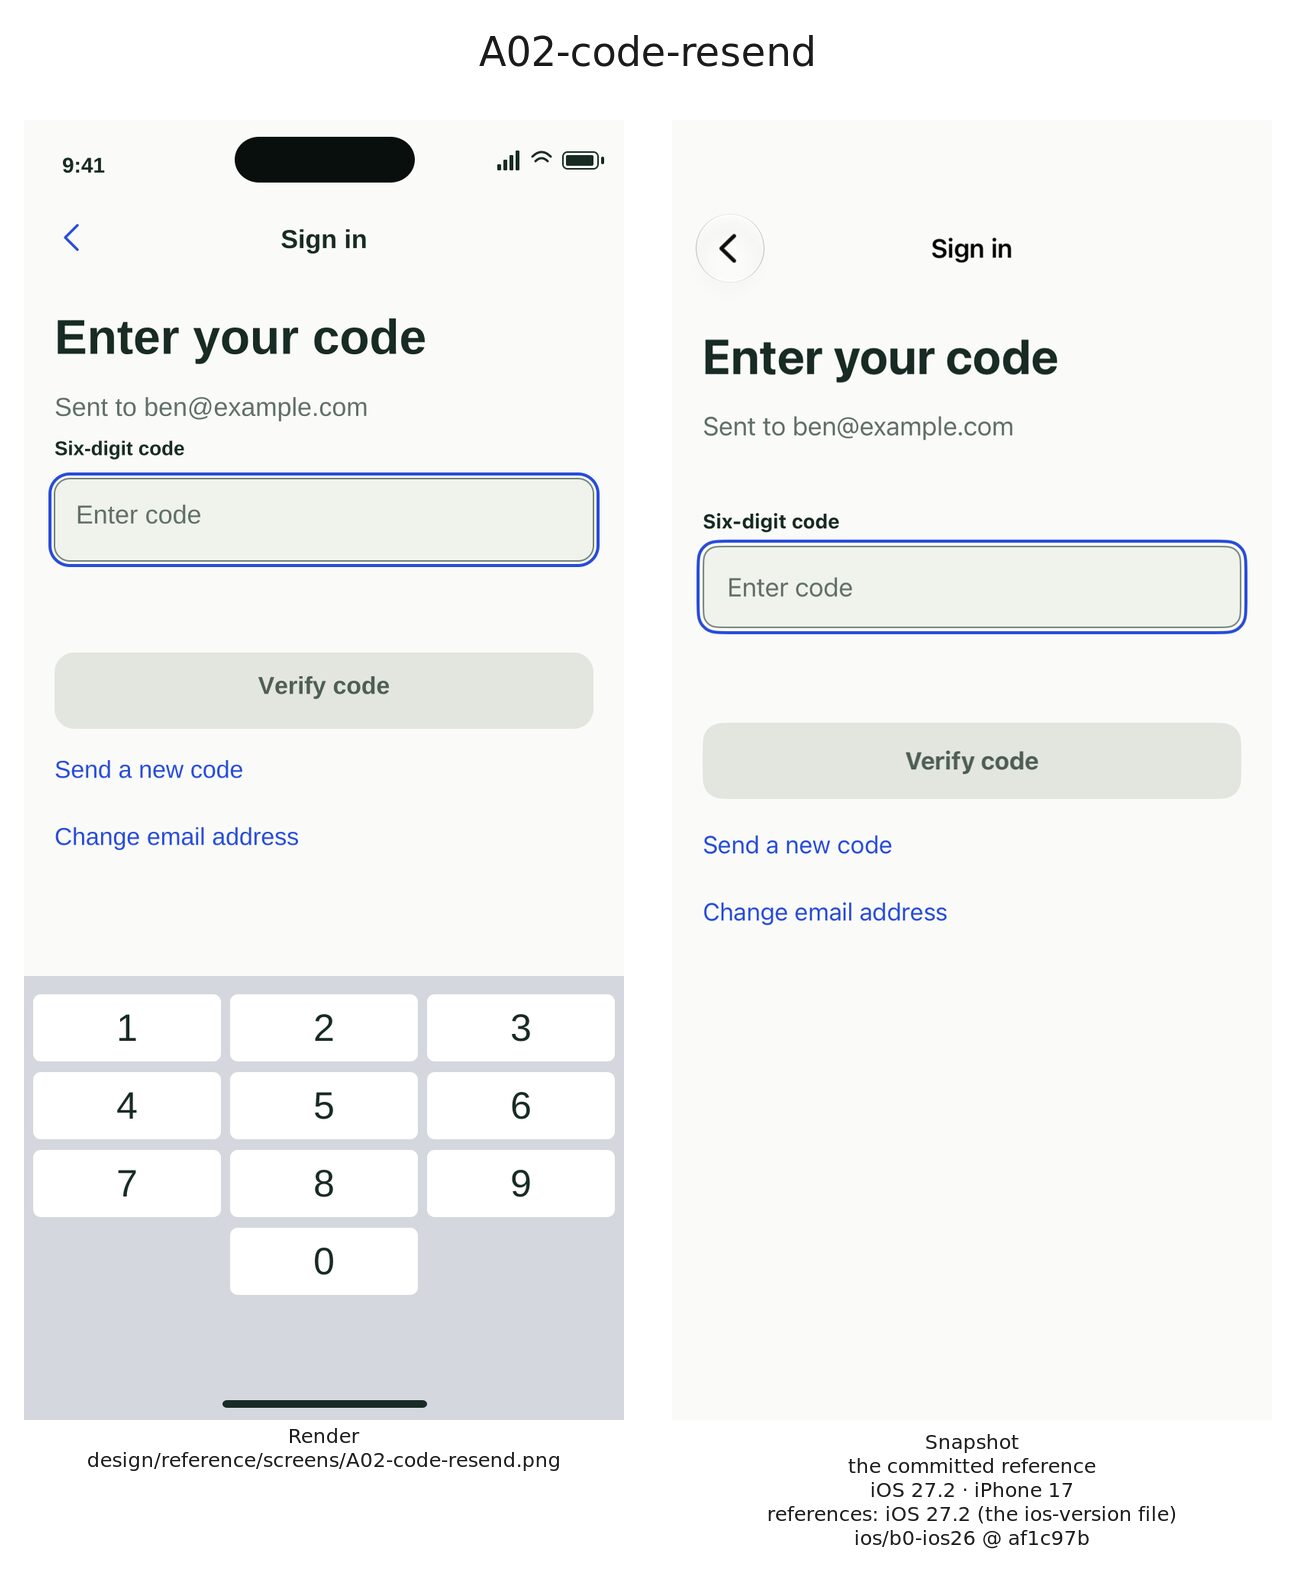 A02-code-resend
9:41
Sign in
Enter your code
Sent to ben@example.com
Six-digit code
Enter code
Verify code
Send a new code
Change email address
1 2 3
4 5 6
7 8 9
0
Render
design/reference/screens/A02-code-resend.png
Sign in
Enter your code
Sent to ben@example.com
Six-digit code
Enter code
Verify code
Send a new code
Change email address
Snapshot
the committed reference
iOS 27.2 · iPhone 17
references: iOS 27.2 (the ios-version file)
ios/b0-ios26 @ af1c97b